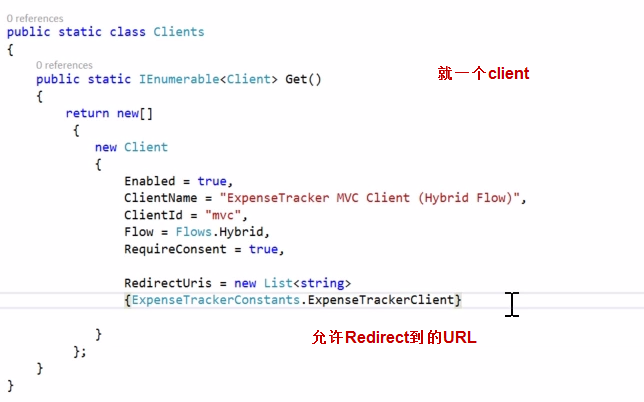 0 references
public static class Clients
{
0 references
public static IEnumerable<Client> Get()
就一个client
{
return new[]
{
new Client
{
Enabled = true,
ClientName = "ExpenseTracker MVC Client (Hybrid Flow)",
ClientId = "mvc",
Flow = Flows.Hybrid,
RequireConsent = true,
RedirectUris = new List<string>
{ExpenseTrackerConstants.ExpenseTrackerClient}
允许Redirect到的URL
}
};
}
}